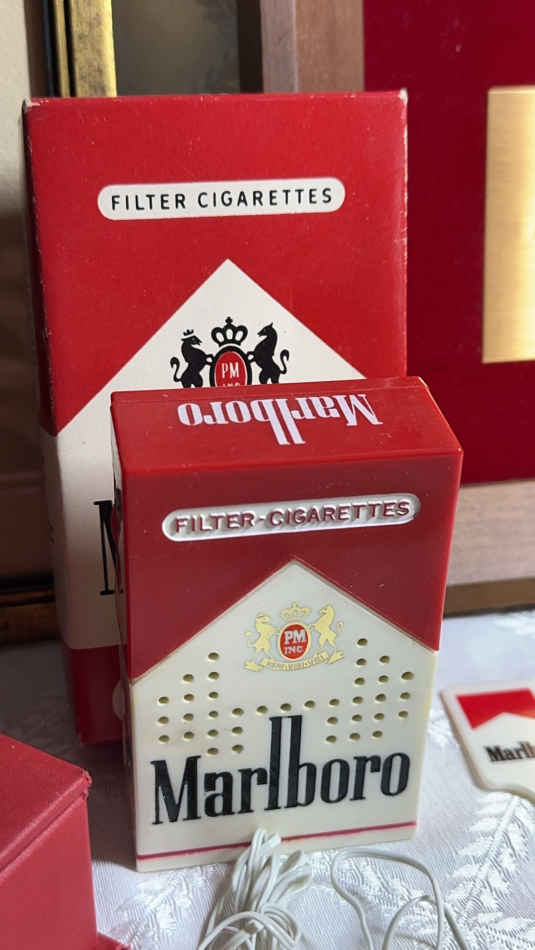 FILTER CIGARETTES
PM
INC
Marlboro
FILTER-CIGARETTES
PM
INC
Marlboro